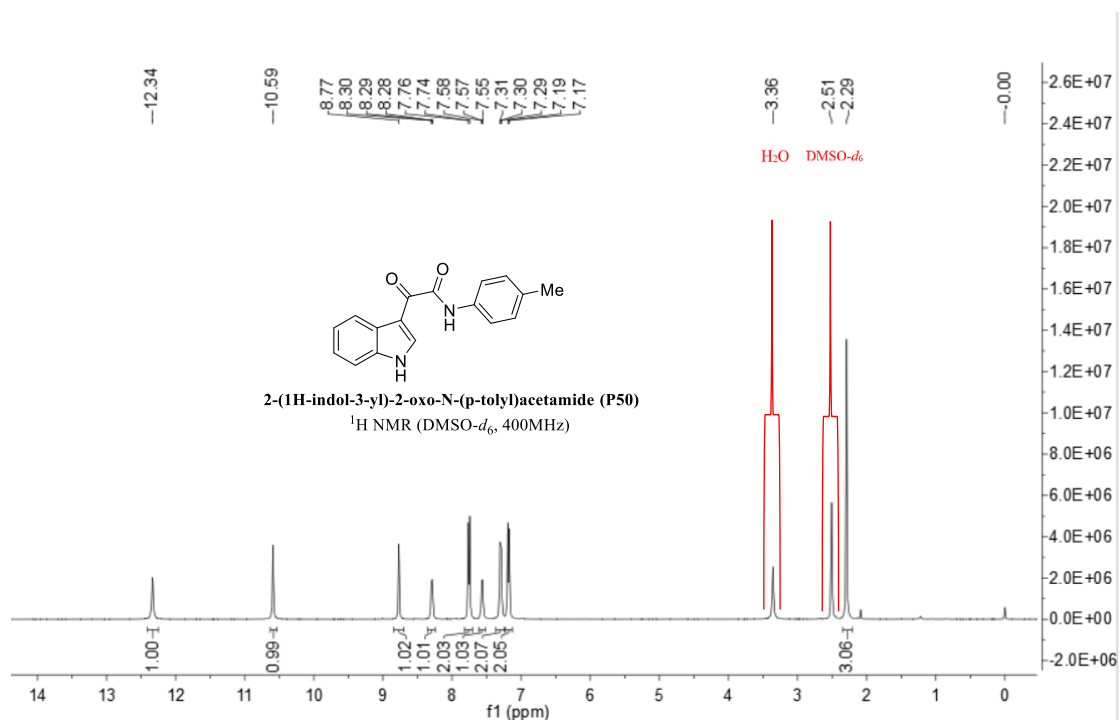 12.34
10.59
8.77
8.30
8.29
8.28
7.76
7.74
7.58
7.57
7.55
7.31
7.30
7.29
7.19
7.17
3.36
2.51
2.29
-0.00
2.6E+07
2.4E+07
2.2E+07
2.0E+07
1.8E+07
1.6E+07
1.4E+07
1.2E+07
1.0E+07
8.0E+06
6.0E+06
4.0E+06
2.0E+06
0.0E+00
-2.0E+06
H₂O
DMSO-d₆
O
O
N
H
Me
N
H
2-(1H-indol-3-yl)-2-oxo-N-(p-tolyl)acetamide (P50)
¹H NMR (DMSO-d₆, 400MHz)
1.00
0.99
1.02
1.01
2.03
1.03
2.07
2.05
3.06
14 13 12 11 10 9 8 7 6 5 4 3 2 1 0
f1 (ppm)